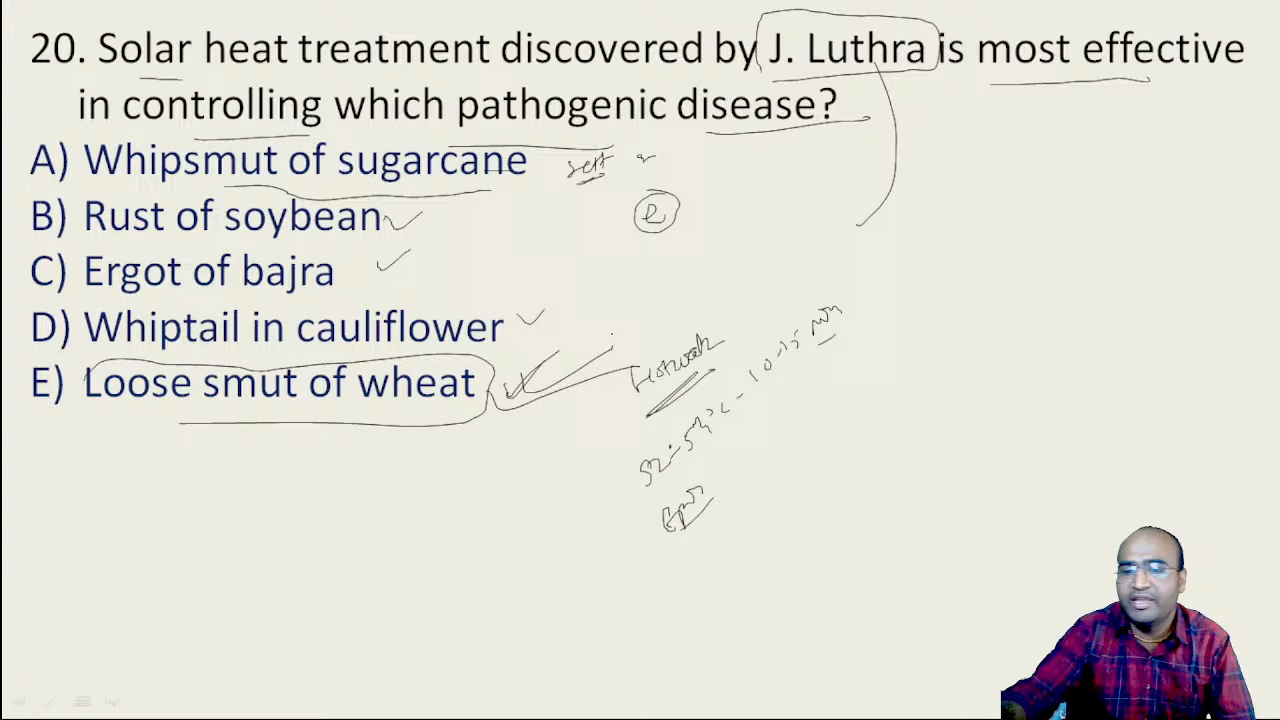 20. Solar heat treatment discovered by J. Luthra is most effective
in controlling which pathogenic disease?
A) Whipsmut of sugarcane
sett
B) Rust of soybean
C) Ergot of bajra
D) Whiptail in cauliflower
E) Loose smut of wheat